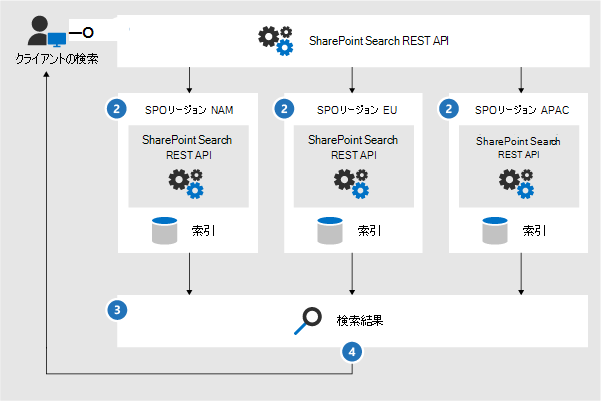 ーO
クライアントの検索
SharePoint Search REST API
2
SPOリージョン NAM
SharePoint Search
REST API
索引
2
SPOリージョン EU
SharePoint Search
REST API
索引
2
SPOリージョン APAC
SharePoint Search
REST API
索引
3
検索結果
4